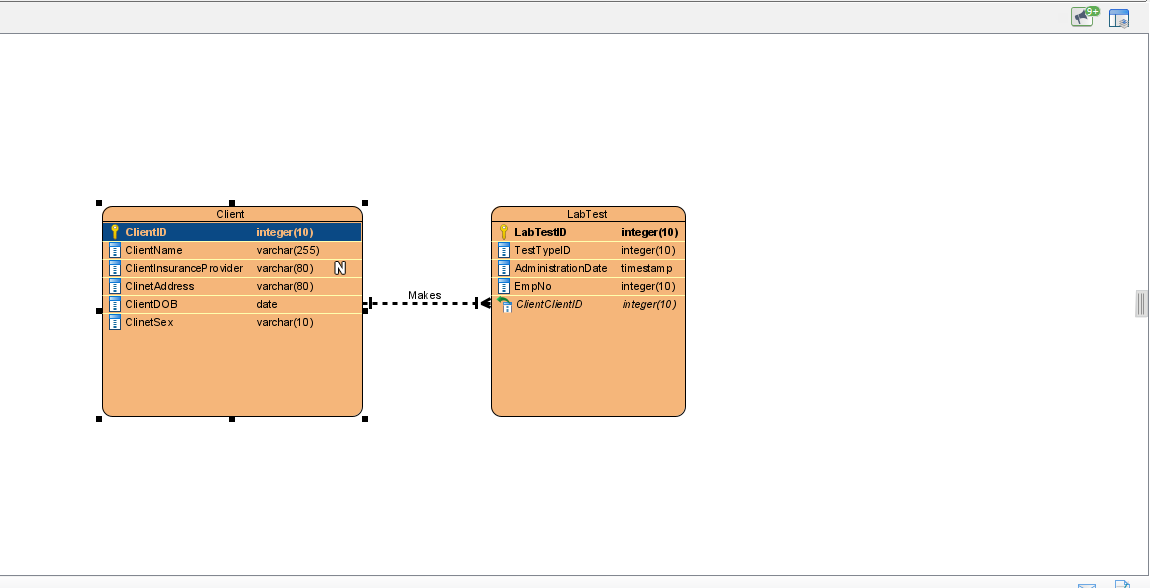 9+
Client
ClientID integer(10)
ClientName varchar(255)
ClientInsuranceProvider varchar(80) N
ClinetAddress varchar(80)
ClientDOB date
ClinetSex varchar(10)
Makes
LabTest
LabTestID integer(10)
TestTypeID integer(10)
AdministrationDate timestamp
EmpNo integer(10)
ClientClientID integer(10)